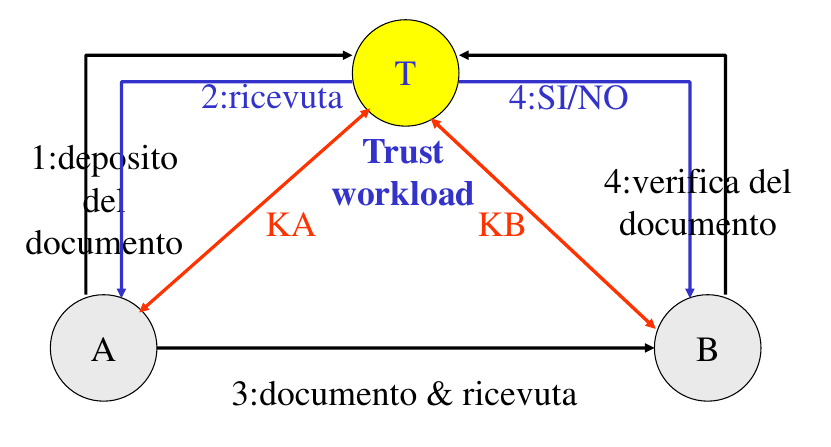 T
2:ricevuta
4:SI/NO
1:deposito
del
documento
Trust
workload
4:verifica del
documento
KA
KB
A
B
3:documento & ricevuta